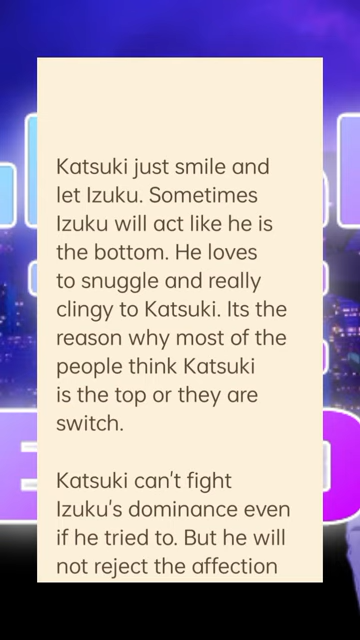 Katsuki just smile and
let Izuku. Sometimes
Izuku will act like he is
the bottom. He loves
to snuggle and really
clingy to Katsuki. Its the
reason why most of the
people think Katsuki
is the top or they are
switch.
Katsuki can't fight
Izuku's dominance even
if he tried to. But he will
not reject the affection